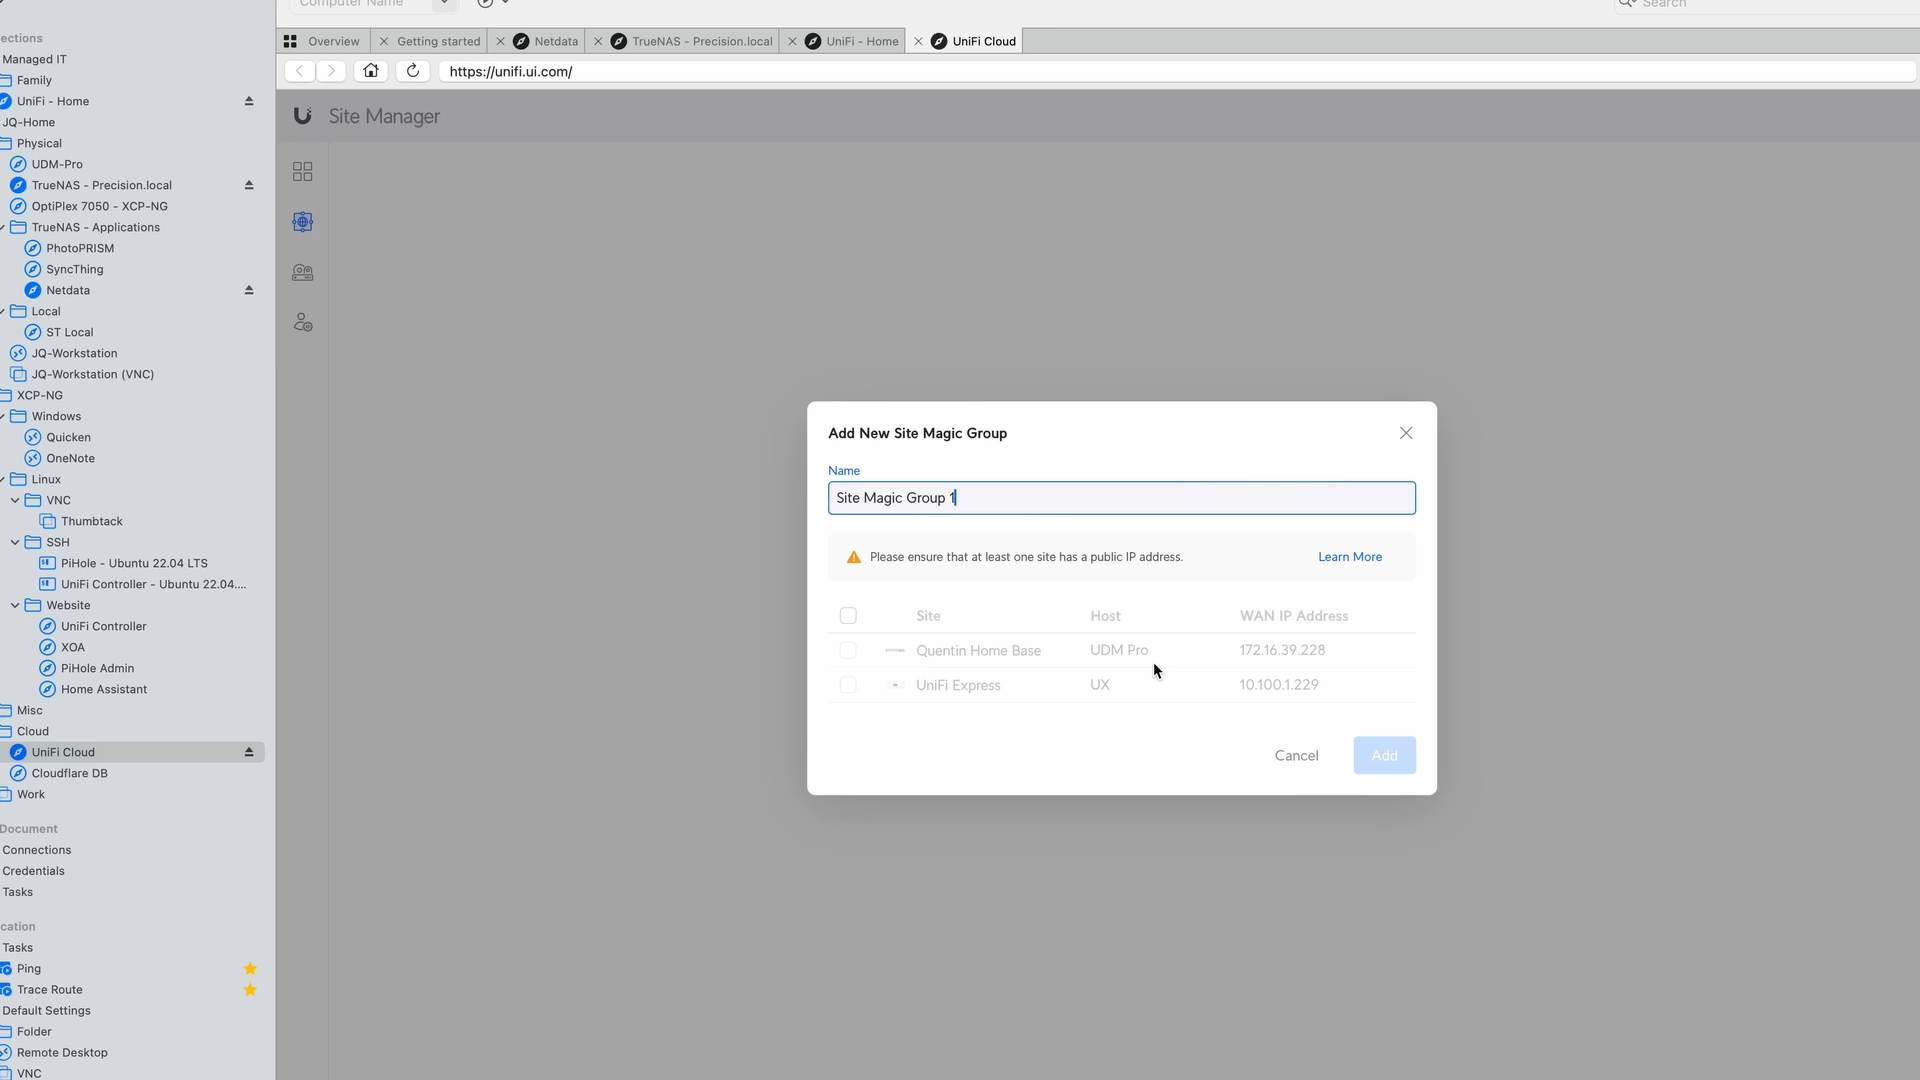 Computer Name
Search
Overview
Getting started
Netdata
TrueNAS - Precision.local
UniFi - Home
UniFi Cloud
https://unifi.ui.com/
Site Manager
ections
Managed IT
Family
UniFi - Home
JQ-Home
Physical
UDM-Pro
TrueNAS - Precision.local
OptiPlex 7050 - XCP-NG
TrueNAS - Applications
PhotoPRISM
SyncThing
Netdata
Local
ST Local
JQ-Workstation
JQ-Workstation (VNC)
XCP-NG
Windows
Quicken
OneNote
Linux
VNC
Thumbtack
SSH
PiHole - Ubuntu 22.04 LTS
UniFi Controller - Ubuntu 22.04....
Website
UniFi Controller
XOA
PiHole Admin
Home Assistant
Misc
Cloud
UniFi Cloud
Cloudflare DB
Work
Document
Connections
Credentials
Tasks
cation
Tasks
Ping
Trace Route
Default Settings
Folder
Remote Desktop
VNC
Add New Site Magic Group
Name
Site Magic Group 1
Please ensure that at least one site has a public IP address. Learn More
Site Host WAN IP Address
Quentin Home Base UDM Pro 172.16.39.228
UniFi Express UX 10.100.1.229
Cancel Add